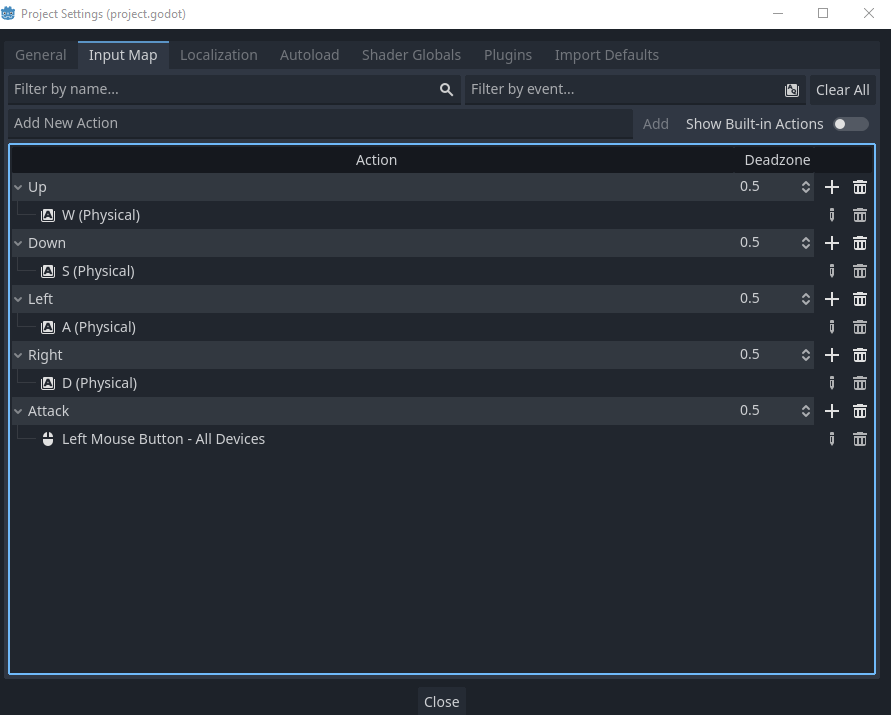 Project Settings (project.godot)
General Input Map Localization Autoload Shader Globals Plugins Import Defaults
Filter by name... Filter by event... Clear All
Add New Action Add Show Built-in Actions
Action Deadzone
Up 0.5
W (Physical)
Down 0.5
S (Physical)
Left 0.5
A (Physical)
Right 0.5
D (Physical)
Attack 0.5
Left Mouse Button - All Devices
Close